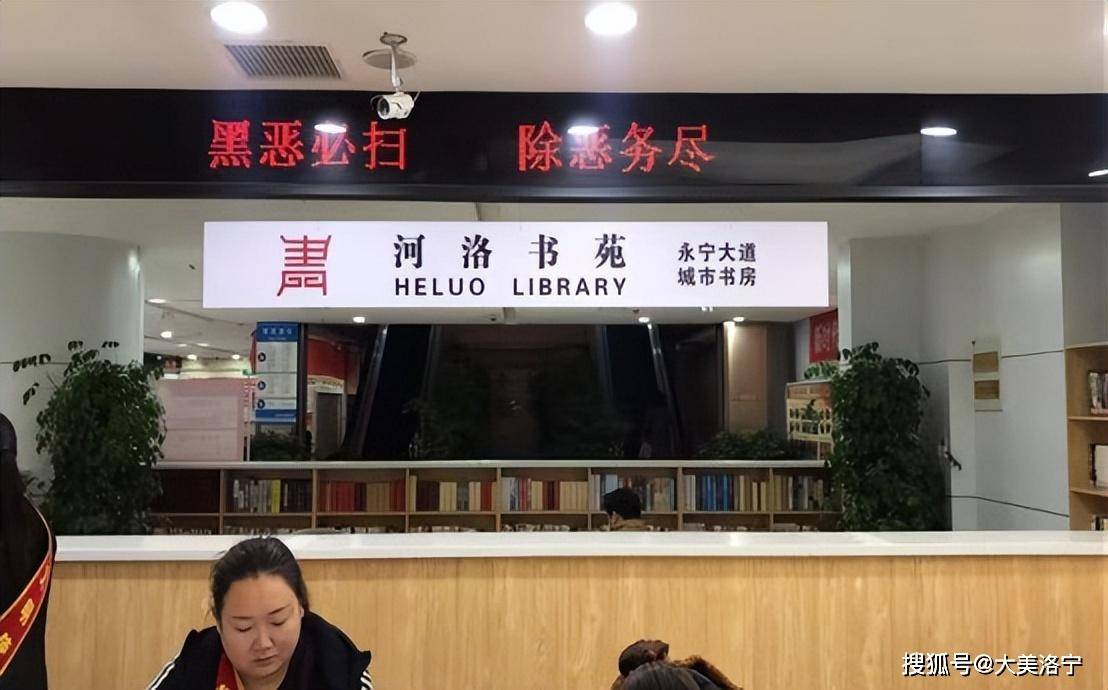 黑恶必扫 除恶务尽
書
河洛书苑
HELUO LIBRARY
永宁大道
城市书房
搜狐号@大美洛宁